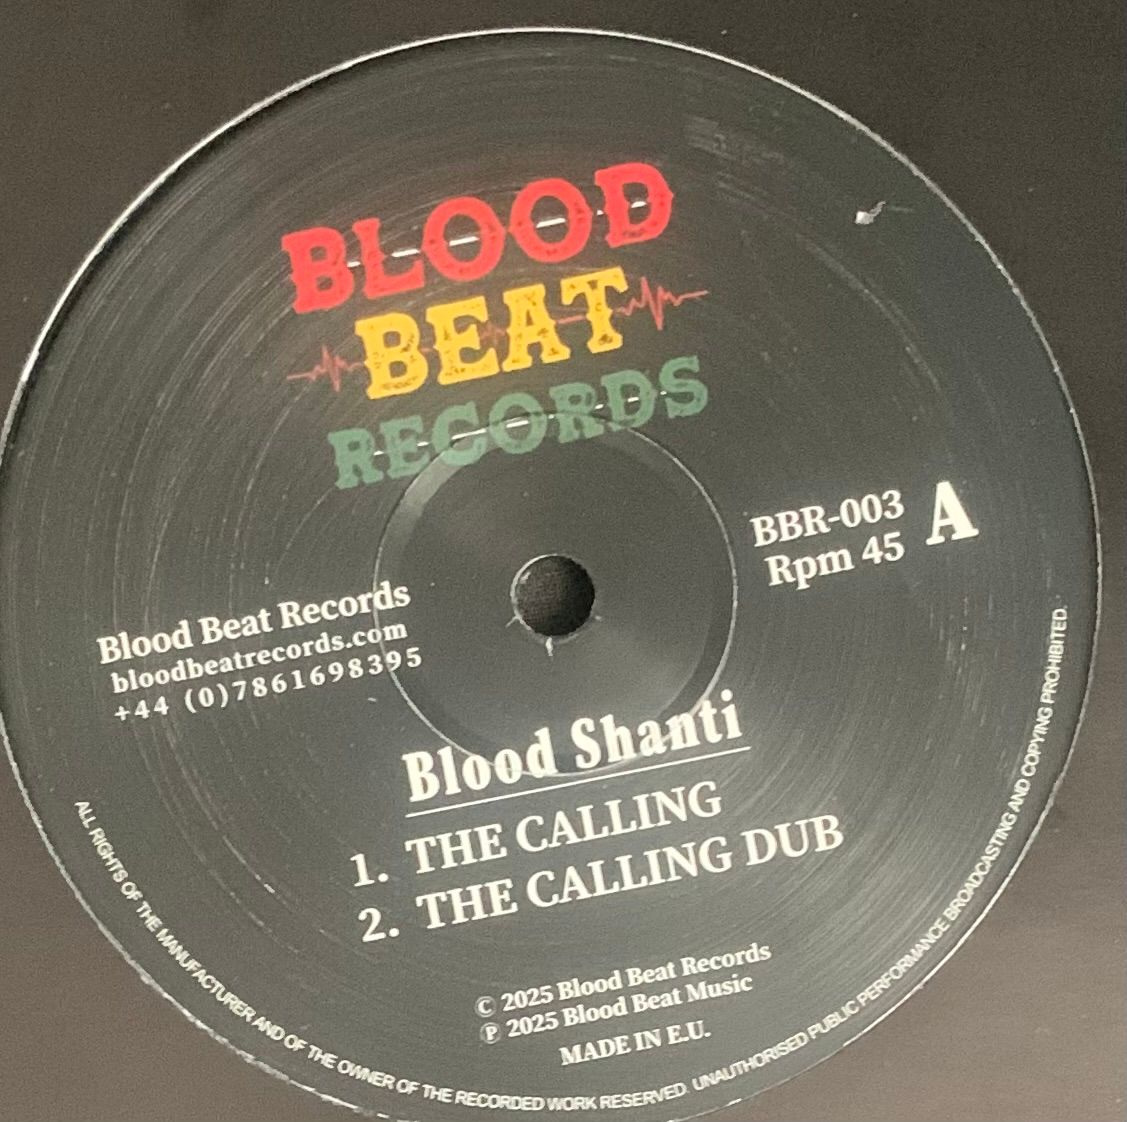 BLOOD
BEAT
RECORDS
BBR-003
Rpm 45
A
Blood Beat Records
bloodbeatrecords.com
+44 (0)7861698395
Blood Shanti
1. THE CALLING
2. THE CALLING DUB
© 2025 Blood Beat Records
℗ 2025 Blood Beat Music
MADE IN E.U.
ALL RIGHTS OF THE MANUFACTURER AND OF THE OWNER OF THE RECORDED WORK RESERVED. UNAUTHORISED PUBLIC PERFORMANCE BROADCASTING AND COPYING PROHIBITED.